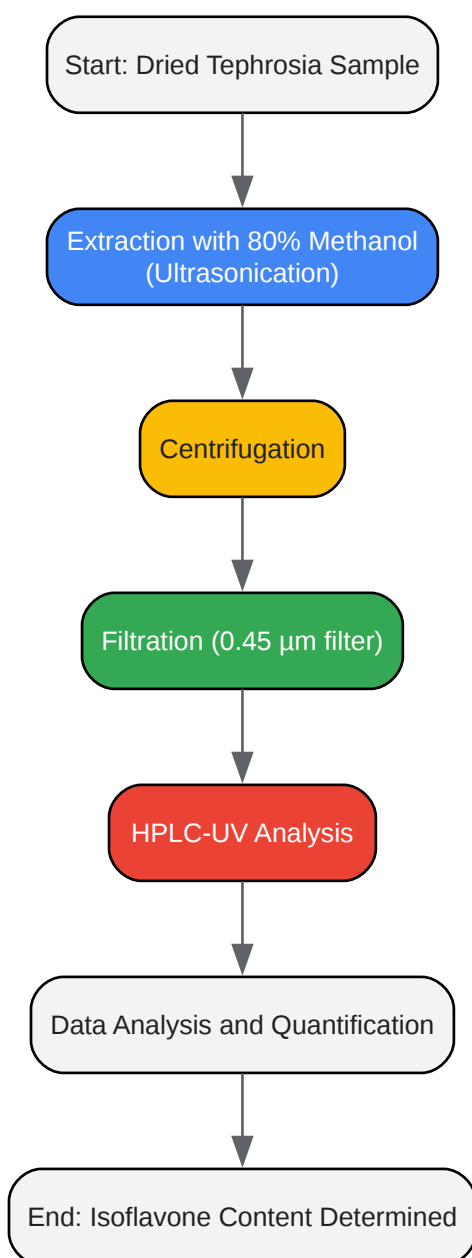 Start: Dried Tephrosia Sample
Extraction with 80% Methanol
(Ultrasonication)
Centrifugation
Filtration (0.45 µm filter)
HPLC-UV Analysis
Data Analysis and Quantification
End: Isoflavone Content Determined